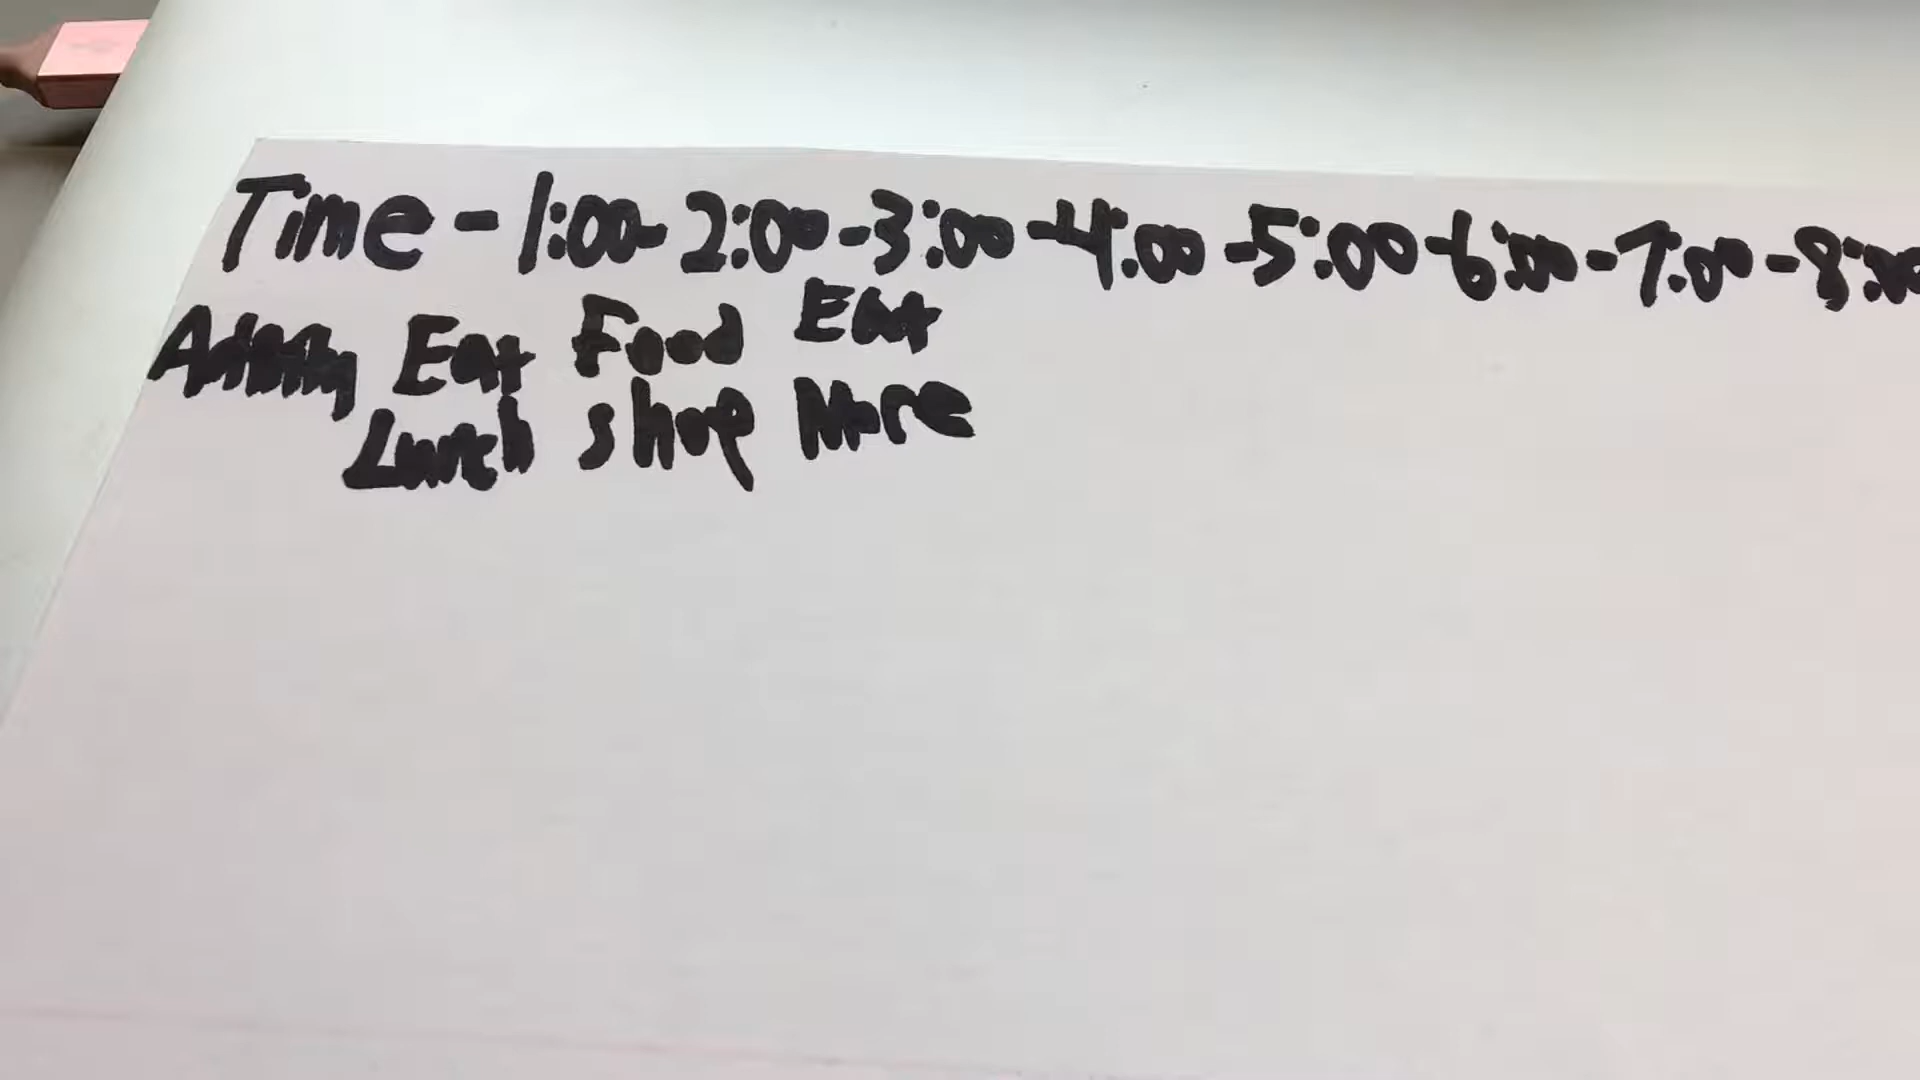 Time - 1:00 - 2:00 - 3:00 - 4:00 - 5:00 - 6:00 - 7:00 - 8:00
Activity Eat Food Eat
Lunch shop More